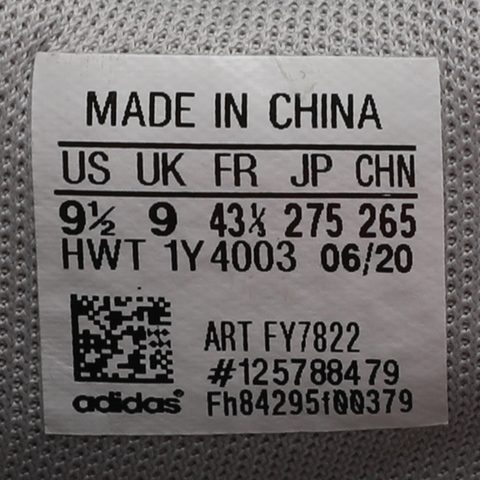 MADE IN CHINA
US UK FR JP CHN
9½ 9 43⅓ 275 265
HWT 1Y4003 06/20
ART FY7822
#125788479
adidas® Fh84295f00379